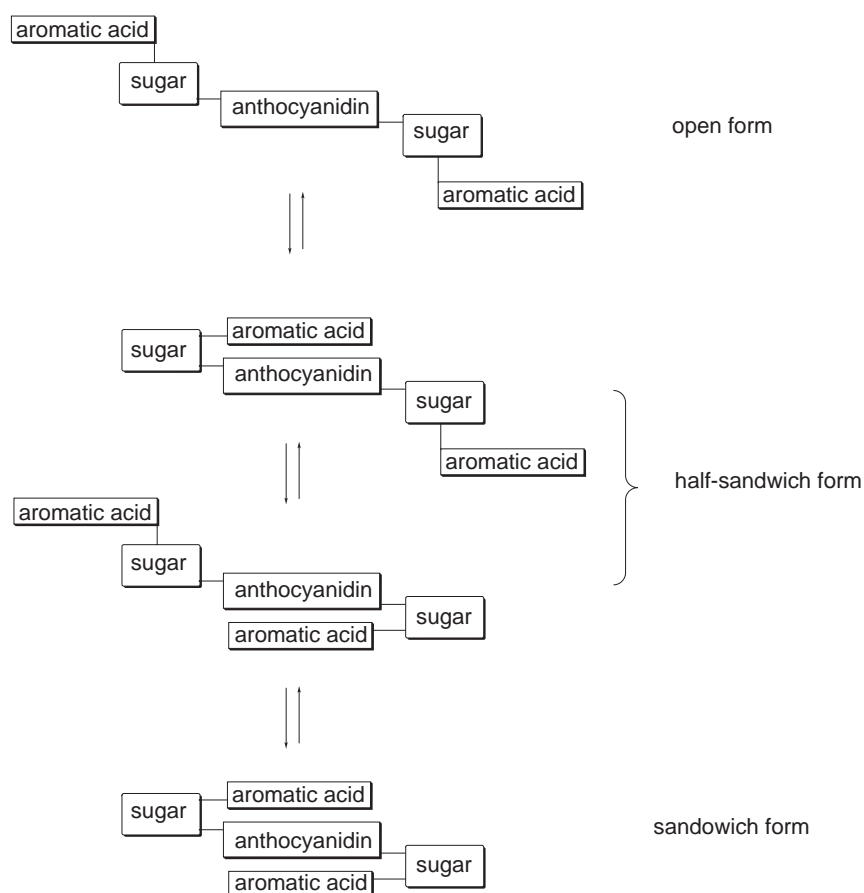 aromatic acid
sugar
anthocyanidin
sugar
open form
aromatic acid
aromatic acid
sugar
anthocyanidin
sugar
aromatic acid
half-sandwich form
aromatic acid
sugar
anthocyanidin
sugar
aromatic acid
aromatic acid
sugar
anthocyanidin
sandowich form
sugar
aromatic acid